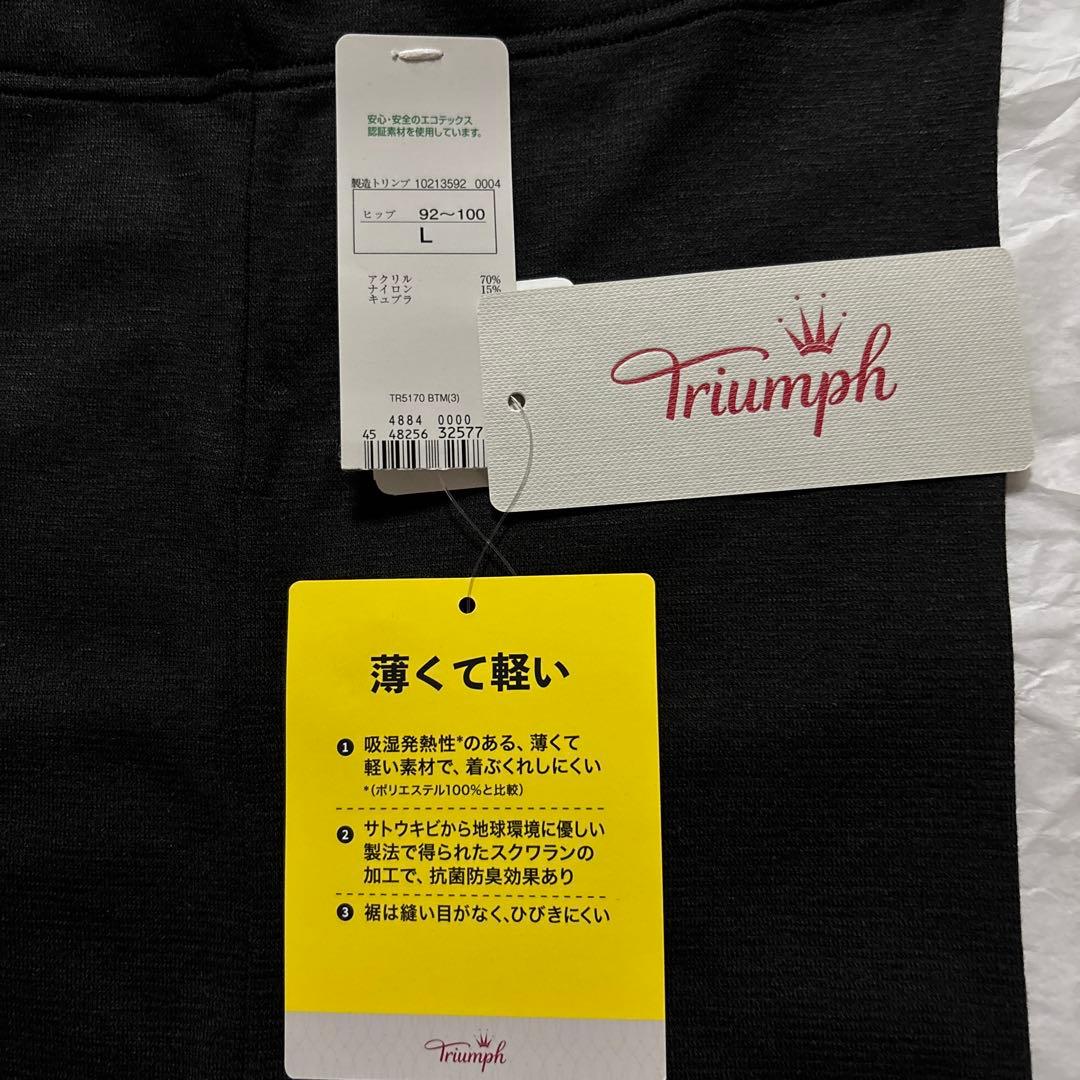 安心・安全のエコテックス
認証素材を使用しています。
製造トリンプ 10213592 0004
ヒップ 92〜100
L
アクリル 70%
ナイロン 15%
キュプラ
TR5170 BTM(3)
4884 0000
45 48256 32577
Triumph
薄くて軽い
1 吸湿発熱性*のある、薄くて
軽い素材で、着ぶくれしにくい
*(ポリエステル100%と比較)
2 サトウキビから地球環境に優しい
製法で得られたスクワランの
加工で、抗菌防臭効果あり
3 裾は縫い目がなく、ひびきにくい
Triumph